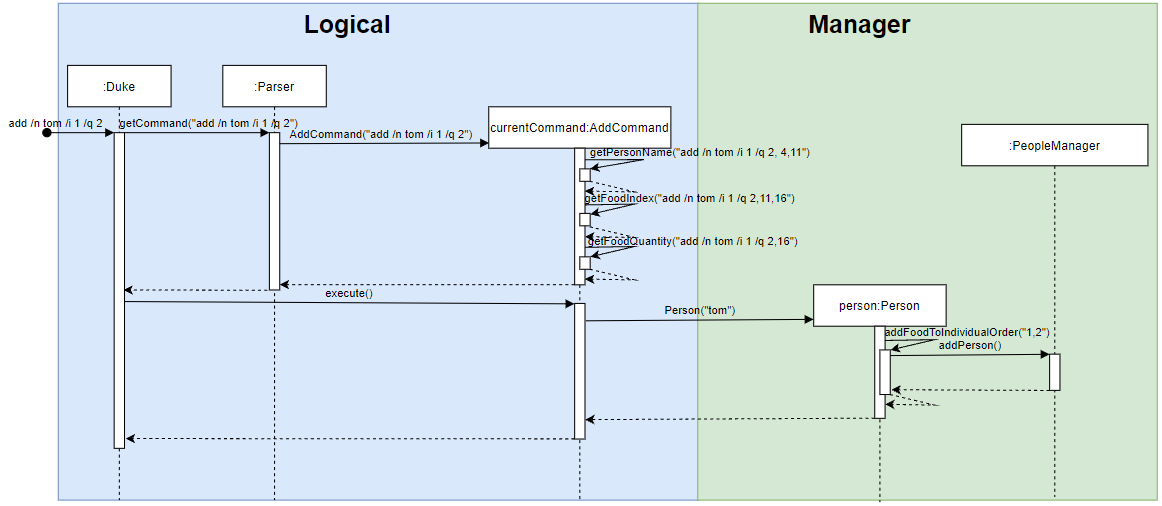 Logical
Manager
:Duke
:Parser
currentCommand:AddCommand
:PeopleManager
add /n tom /i 1 /q 2
getCommand("add /n tom /i 1 /q 2")
AddCommand("add /n tom /i 1 /q 2")
getPersonName("add /n tom /i 1 /q 2, 4,11")
getFoodIndex("add /n tom /i 1 /q 2,11,16")
getFoodQuantity("add /n tom /i 1 /q 2,16")
execute()
Person("tom")
person:Person
addFoodToIndividualOrder("1,2")
addPerson()